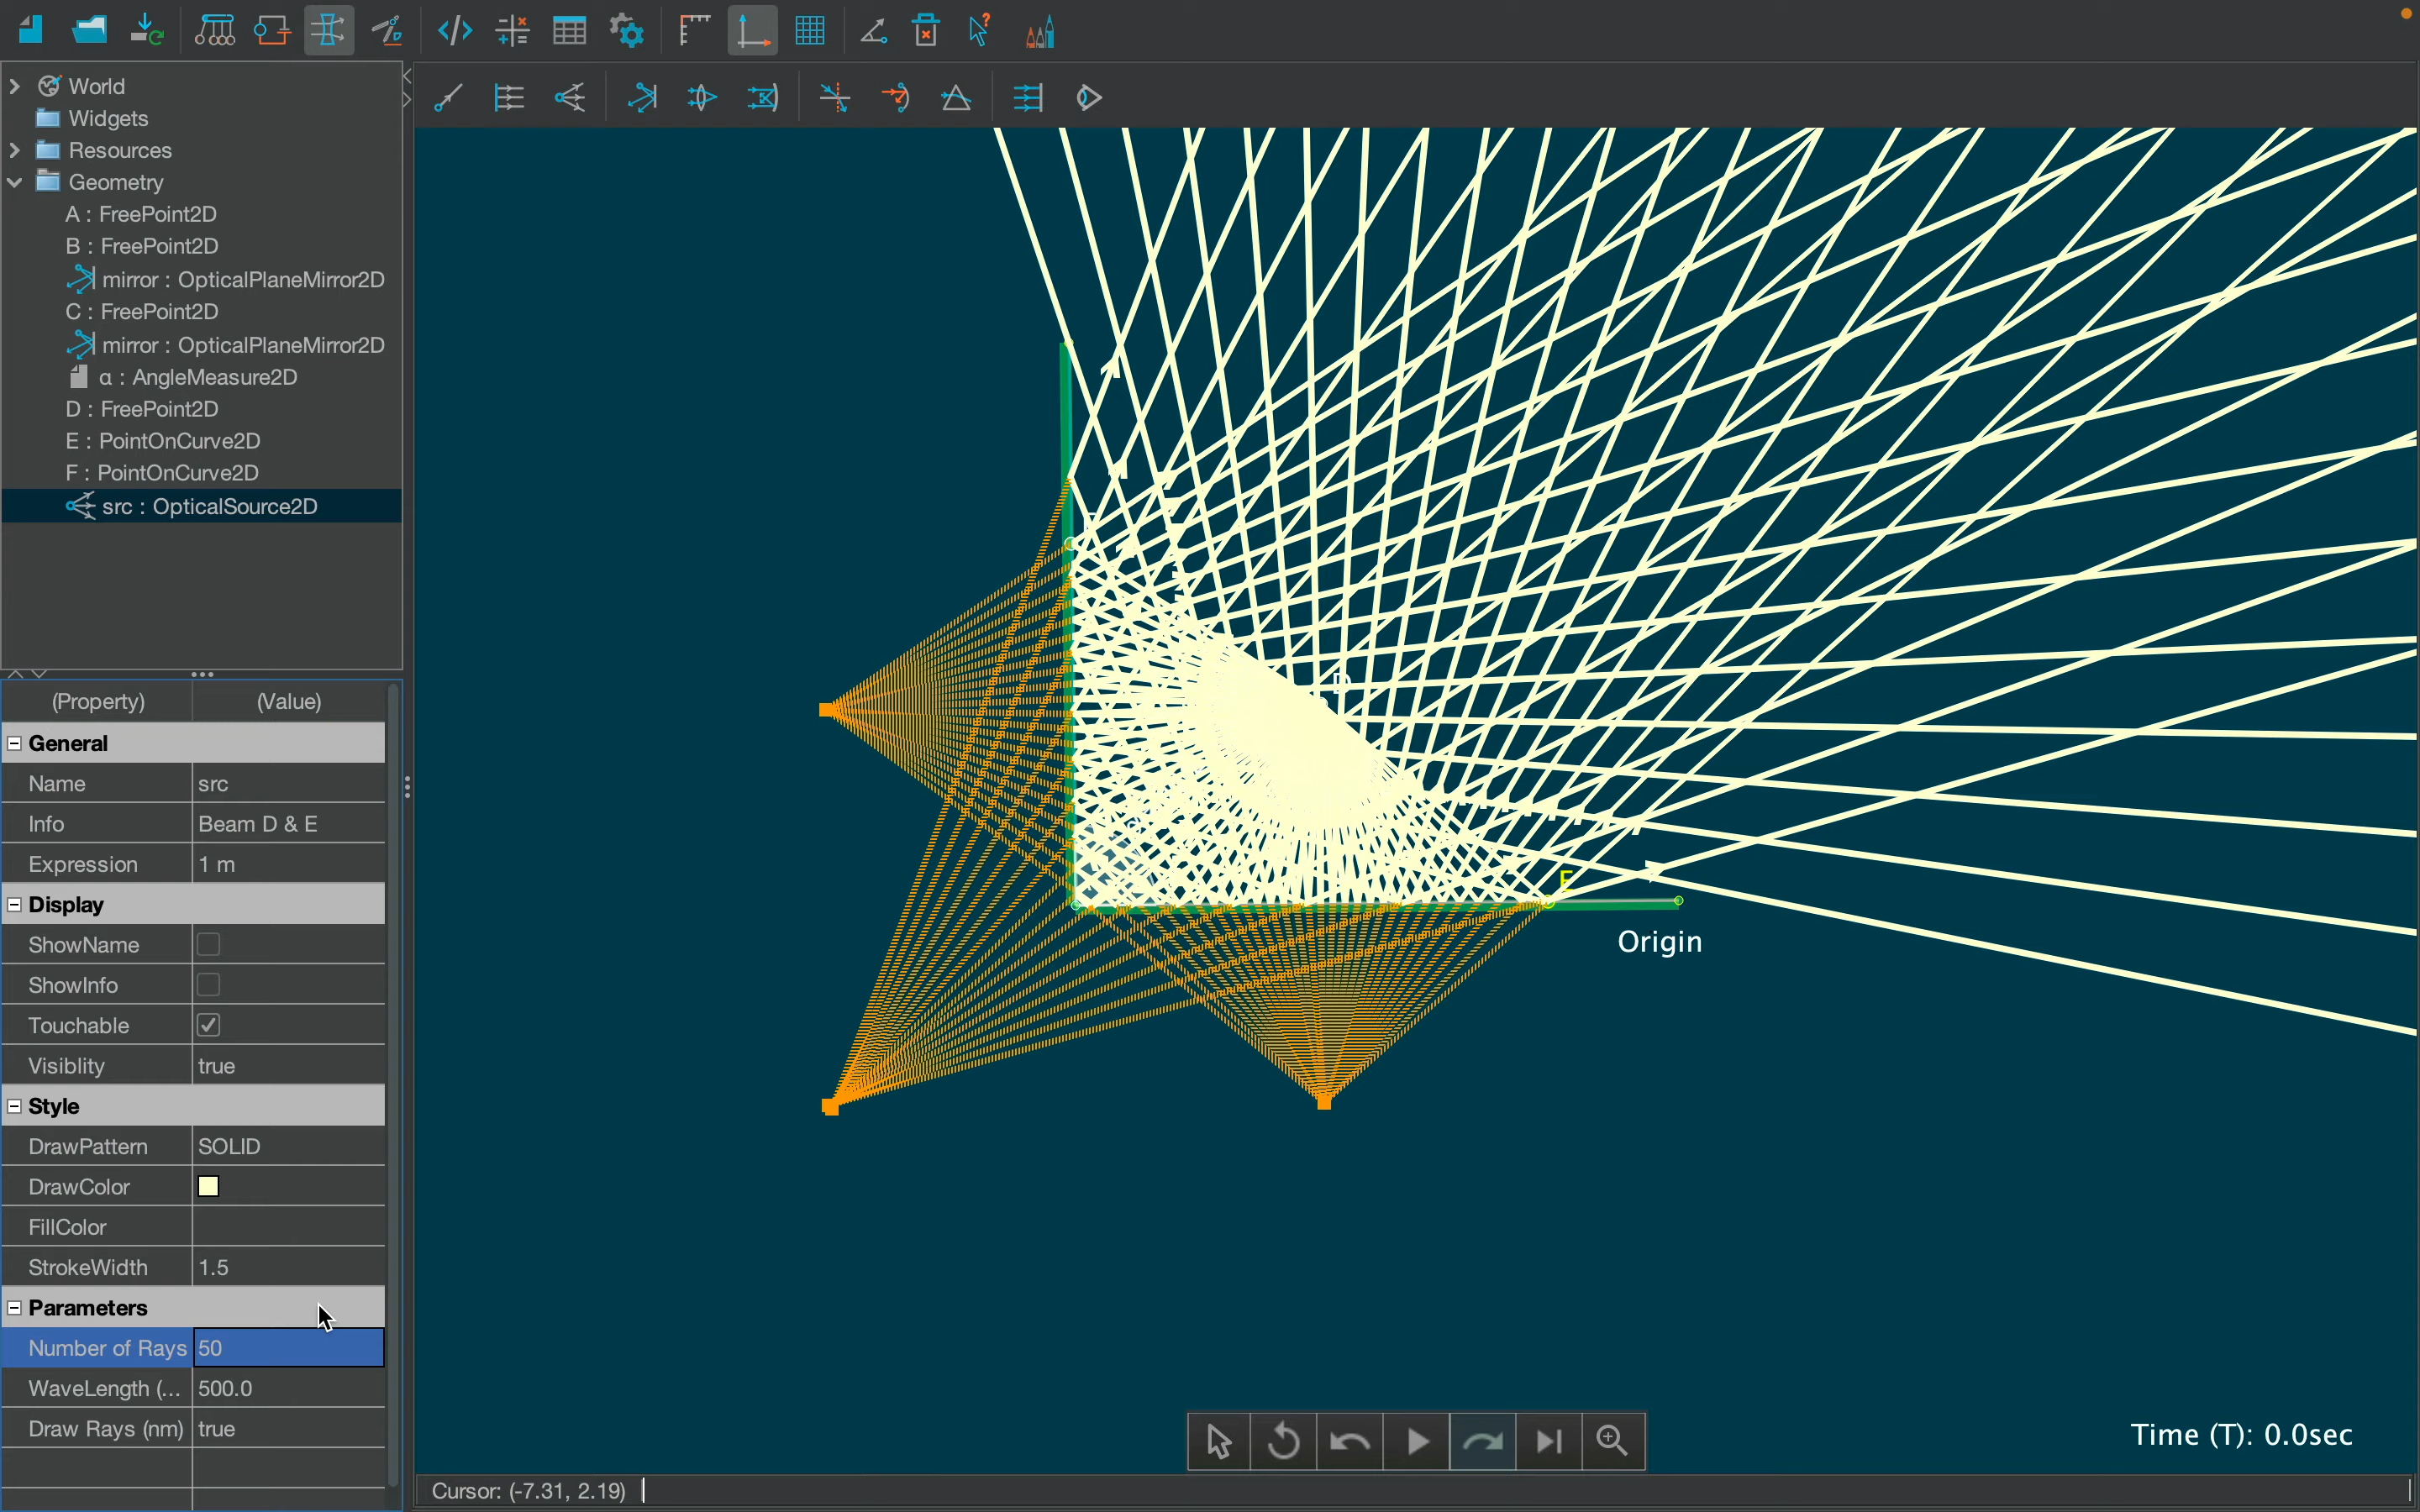 World
Widgets
Resources
Geometry
A : FreePoint2D
B : FreePoint2D
mirror : OpticalPlaneMirror2D
C : FreePoint2D
mirror : OpticalPlaneMirror2D
α : AngleMeasure2D
D : FreePoint2D
E : PointOnCurve2D
F : PointOnCurve2D
src : OpticalSource2D
(Property) (Value)
General
Name src
Info Beam D & E
Expression 1 m
Display
ShowName
ShowInfo
Touchable
Visiblity true
Style
DrawPattern SOLID
DrawColor
FillColor
StrokeWidth 1.5
Parameters
Number of Rays 50
WaveLength (... 500.0
Draw Rays (nm) true
D
E
Origin
Time (T): 0.0sec
Cursor: (-7.31, 2.19)